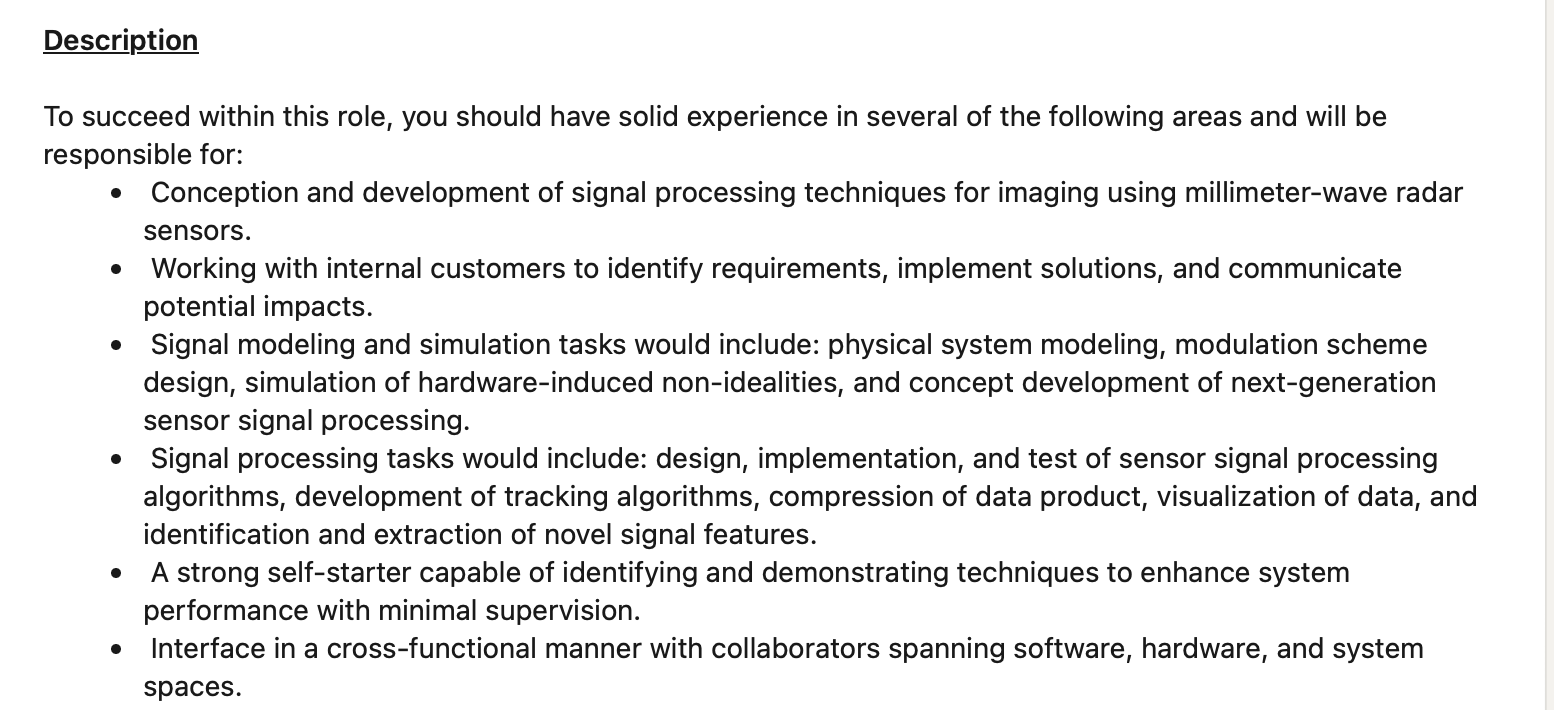 Description
To succeed within this role, you should have solid experience in several of the following areas and will be
responsible for:
• Conception and development of signal processing techniques for imaging using millimeter-wave radar
sensors.
• Working with internal customers to identify requirements, implement solutions, and communicate
potential impacts.
• Signal modeling and simulation tasks would include: physical system modeling, modulation scheme
design, simulation of hardware-induced non-idealities, and concept development of next-generation
sensor signal processing.
• Signal processing tasks would include: design, implementation, and test of sensor signal processing
algorithms, development of tracking algorithms, compression of data product, visualization of data, and
identification and extraction of novel signal features.
• A strong self-starter capable of identifying and demonstrating techniques to enhance system
performance with minimal supervision.
• Interface in a cross-functional manner with collaborators spanning software, hardware, and system
spaces.